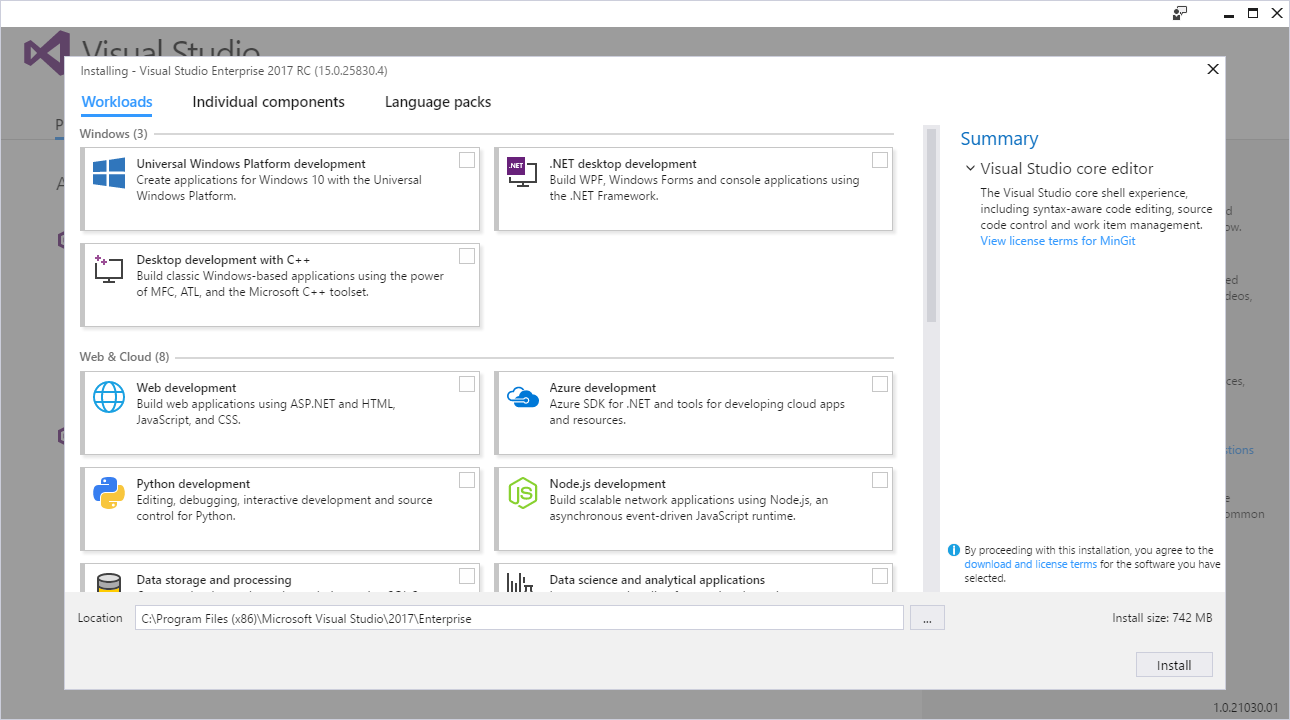 Visual Studio
Installing - Visual Studio Enterprise 2017 RC (15.0.25830.4)
Workloads
Individual components
Language packs
Windows (3)
Universal Windows Platform development
Create applications for Windows 10 with the Universal
Windows Platform.
.NET
.NET desktop development
Build WPF, Windows Forms and console applications using
the .NET Framework.
Desktop development with C++
Build classic Windows-based applications using the power
of MFC, ATL, and the Microsoft C++ toolset.
Web & Cloud (8)
Web development
Build web applications using ASP.NET and HTML,
JavaScript, and CSS.
Azure development
Azure SDK for .NET and tools for developing cloud apps
and resources.
Python development
Editing, debugging, interactive development and source
control for Python.
JS
Node.js development
Build scalable network applications using Node.js, an
asynchronous event-driven JavaScript runtime.
Data storage and processing
Data science and analytical applications
Summary
Visual Studio core editor
The Visual Studio core shell experience,
including syntax-aware code editing, source
code control and work item management.
View license terms for MinGit
By proceeding with this installation, you agree to the
download and license terms for the software you have
selected.
Location
C:\Program Files (x86)\Microsoft Visual Studio\2017\Enterprise
...
Install size: 742 MB
Install
1.0.21030.01